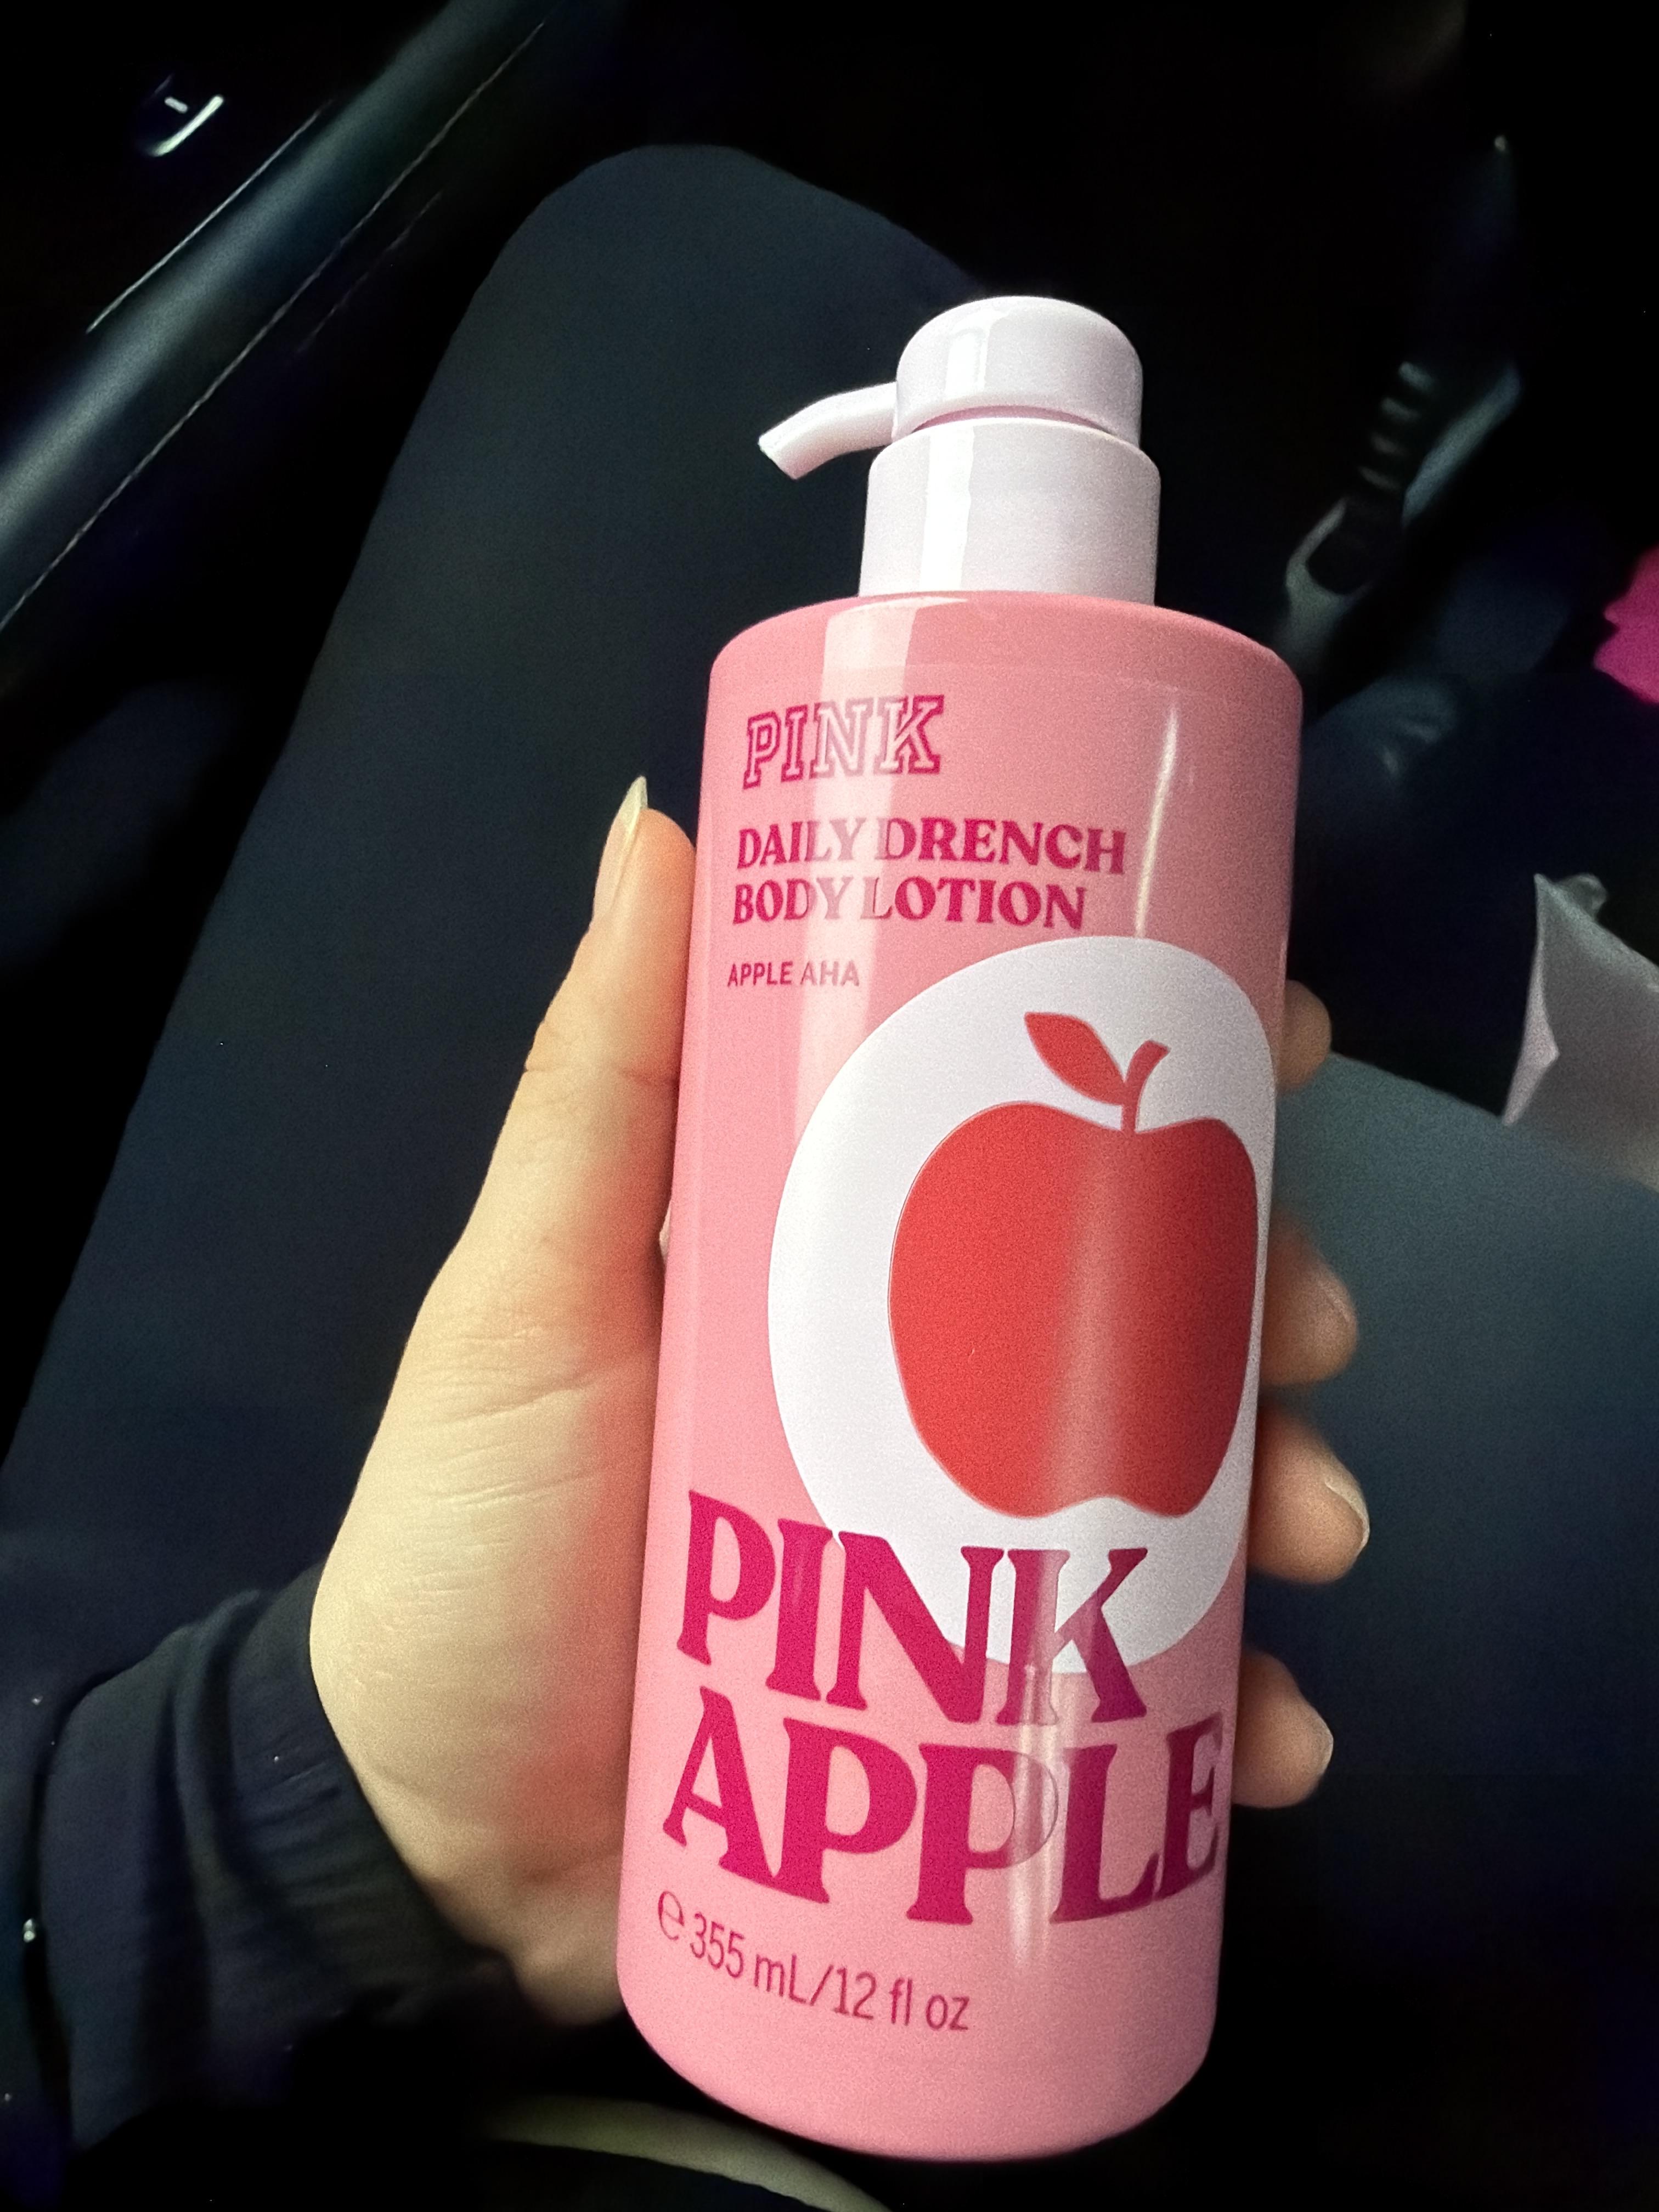 PINK
DAILY DRENCH
BODY LOTION
APPLE AHA
PINK
APPLE
℮ 355 mL/12 fl oz